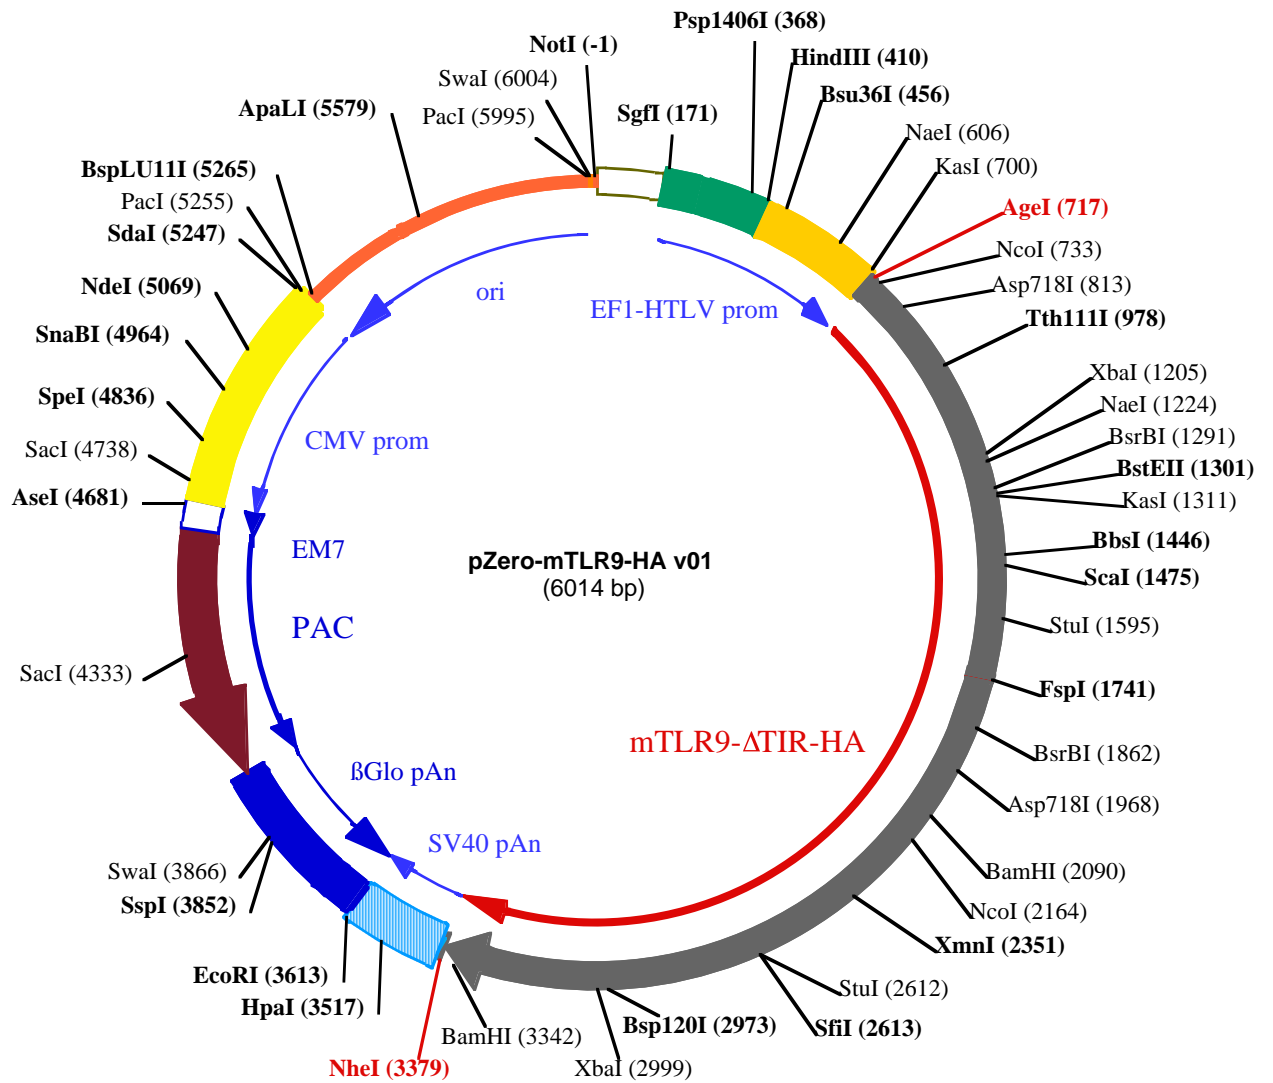 Psp1406I (368)
NotI (-1)
HindIII (410)
SwaI (6004)
Bsu36I (456)
ApaLI (5579)
PacI (5995)
SgfI (171)
NaeI (606)
KasI (700)
BspLU11I (5265)
PacI (5255)
AgeI (717)
SdaI (5247)
NcoI (733)
NdeI (5069)
ori
EF1-HTLV prom
Asp718I (813)
SnaBI (4964)
Tth111I (978)
SpeI (4836)
XbaI (1205)
NaeI (1224)
SacI (4738)
CMV prom
BsrBI (1291)
BstEII (1301)
AseI (4681)
KasI (1311)
EM7
pZero-mTLR9-HA v01
(6014 bp)
BbsI (1446)
ScaI (1475)
PAC
StuI (1595)
SacI (4333)
FspI (1741)
mTLR9-ΔTIR-HA
BsrBI (1862)
ßGlo pAn
Asp718I (1968)
SV40 pAn
SwaI (3866)
BamHI (2090)
SspI (3852)
NcoI (2164)
XmnI (2351)
EcoRI (3613)
StuI (2612)
HpaI (3517)
Bsp120I (2973)
SfiI (2613)
BamHI (3342)
NheI (3379)
XbaI (2999)